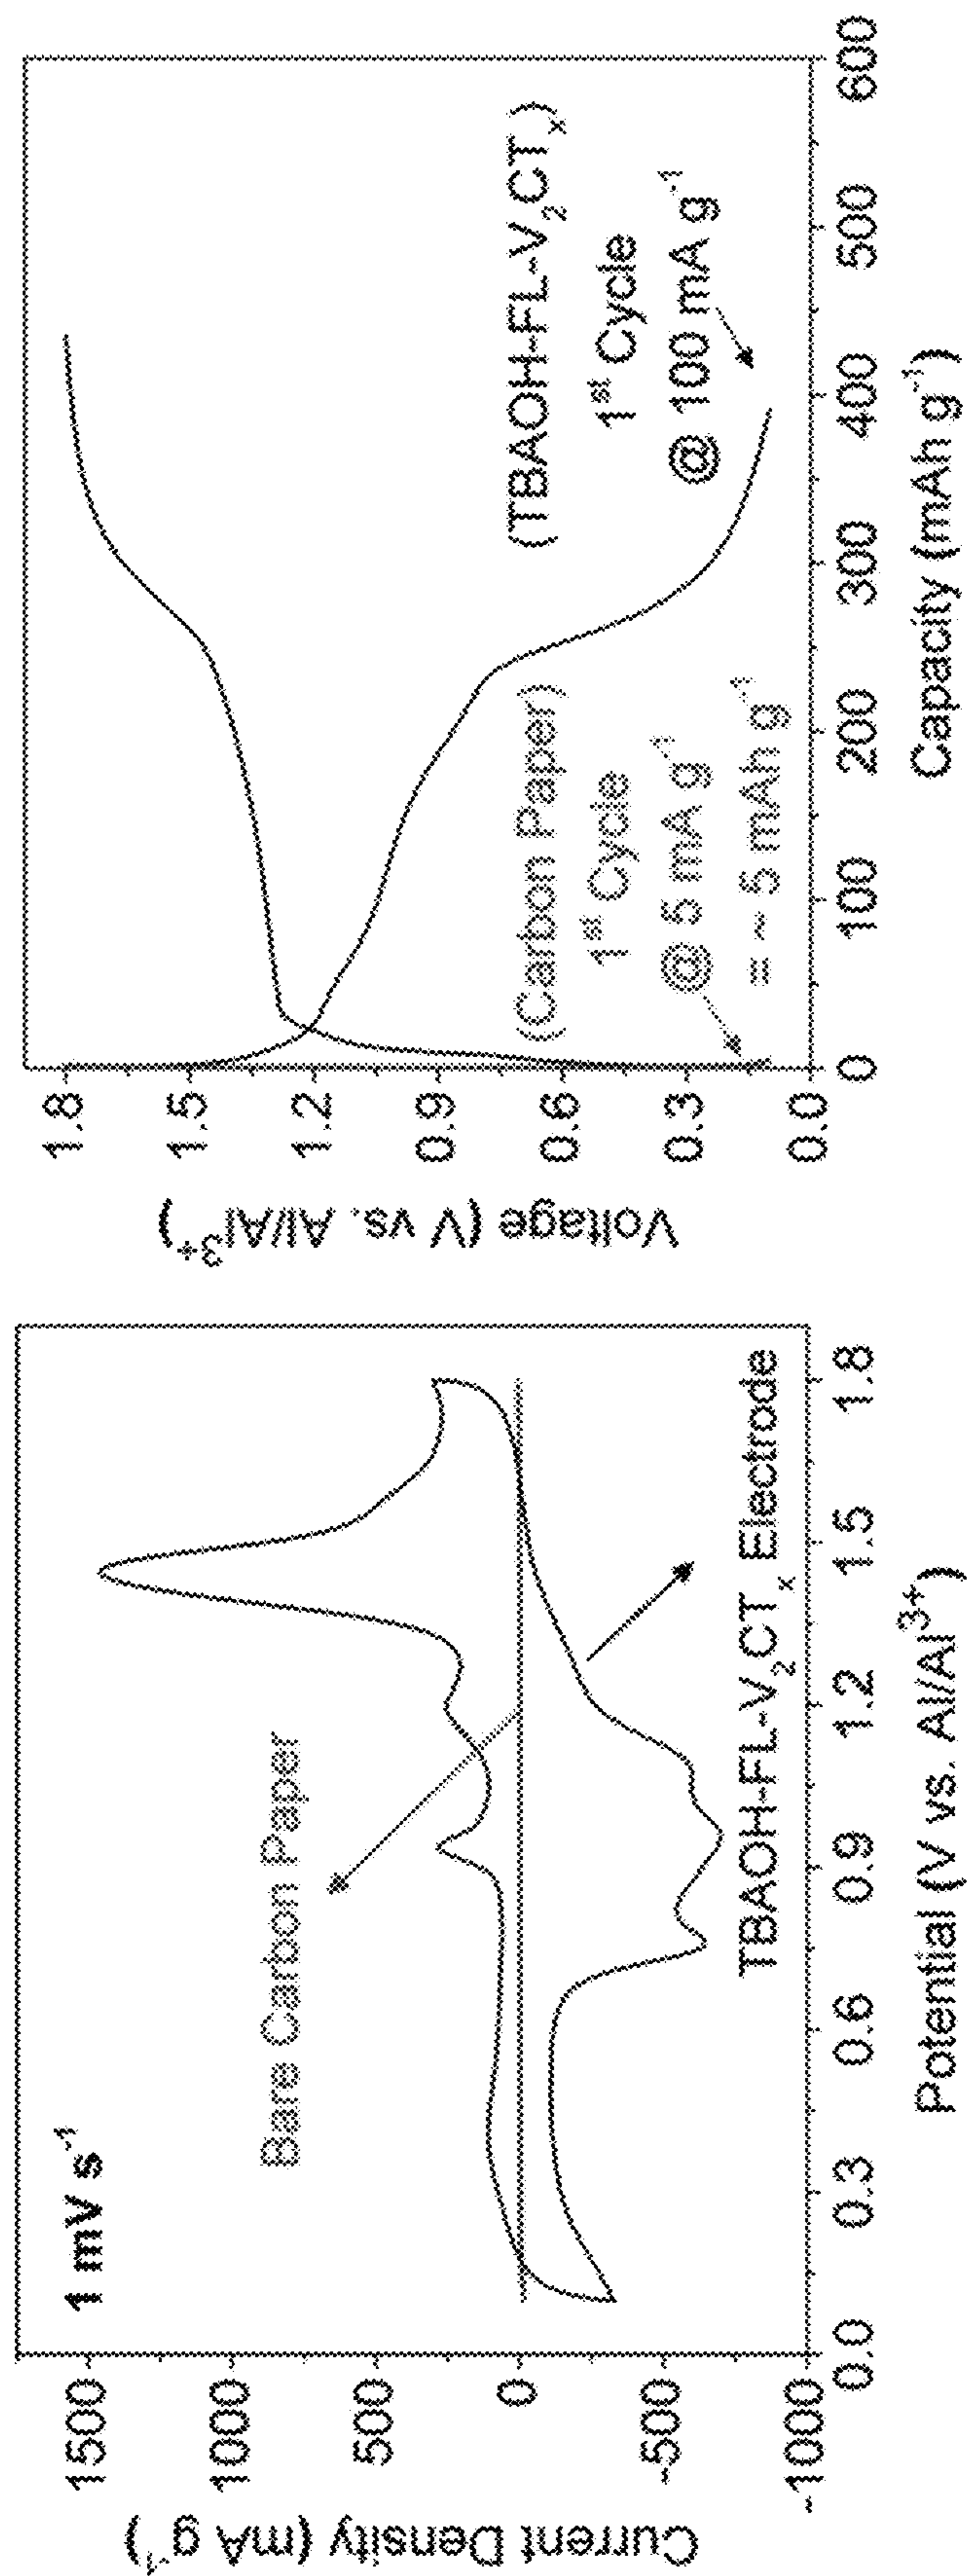 1 mV s⁻¹
Bare Carbon Paper
TBAOH-FL-V₂CTₓ Electrode
Current Density (mA g⁻¹)
1500
1000
500
0
-500
-1000
0.0 0.3 0.6 0.9 1.2 1.5 1.8
Potential (V vs. Al/Al³⁺)
Voltage (V vs. Al/Al³⁺)
1.8
1.5
1.2
0.9
0.6
0.3
0.0
(Carbon Paper)
1ˢᵗ Cycle
@ 5 mA g⁻¹
= ~ 5 mAh g⁻¹
(TBAOH-FL-V₂CTₓ)
1ˢᵗ Cycle
@ 100 mA g⁻¹
0 100 200 300 400 500 600
Capacity (mAh g⁻¹)